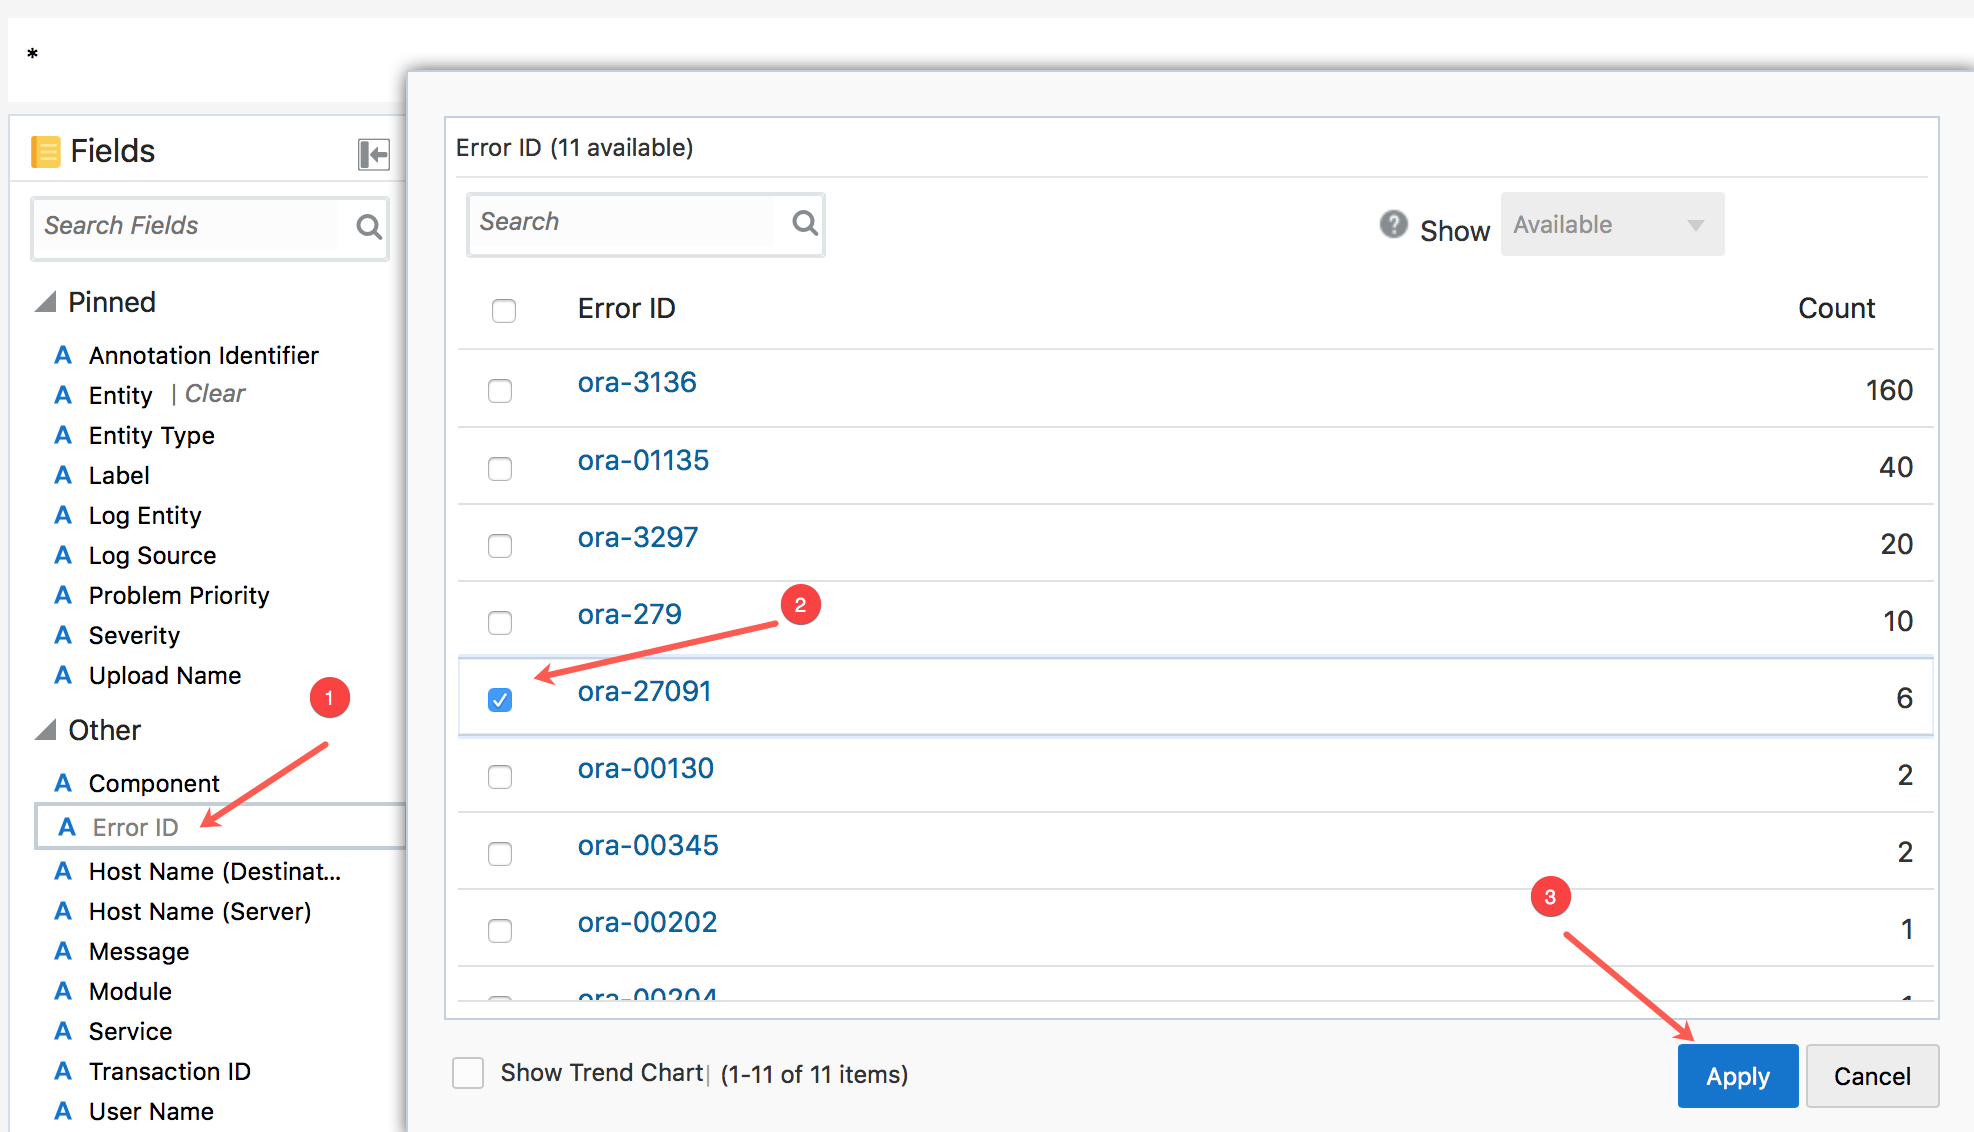 *
Fields
Search Fields
Pinned
A Annotation Identifier
A Entity | Clear
A Entity Type
A Label
A Log Entity
A Log Source
A Problem Priority
A Severity
A Upload Name
1
Other
A Component
A Error ID
A Host Name (Destinat...
A Host Name (Server)
A Message
A Module
A Service
A Transaction ID
A User Name
Error ID (11 available)
Search
? Show Available
Error ID Count
ora-3136 160
ora-01135 40
ora-3297 20
2
ora-279 10
ora-27091 6
ora-00130 2
ora-00345 2
3
ora-00202 1
ora-00204 1
Show Trend Chart| (1-11 of 11 items)
Apply Cancel